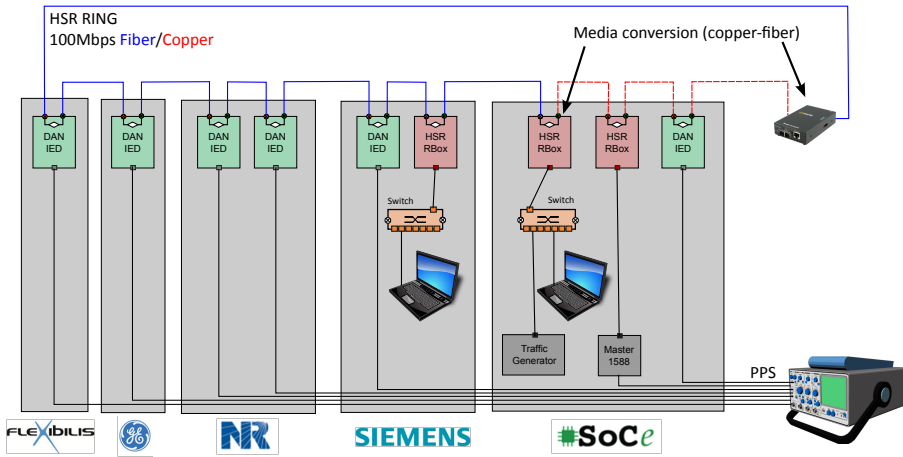 HSR RING
100Mbps Fiber/Copper
Media conversion (copper-fiber)
DAN
IED
DAN
IED
DAN
IED
DAN
IED
DAN
IED
HSR
RBox
HSR
RBox
HSR
RBox
DAN
IED
Switch
Switch
Traffic
Generator
Master
1588
PPS
FLEXIBILIS
GE
NR
SIEMENS
SoCe